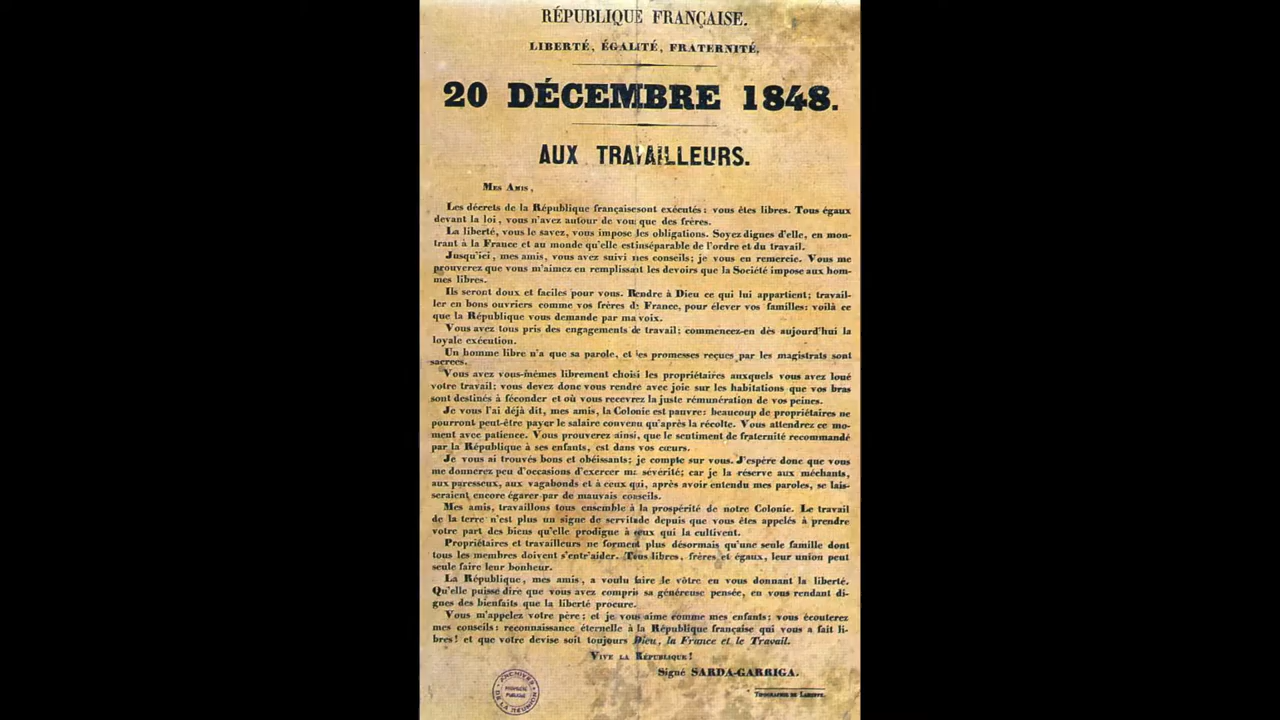 RÉPUBLIQUE FRANÇAISE.
LIBERTÉ, ÉGALITÉ, FRATERNITÉ,
20 DÉCEMBRE 1848.
AUX TRAVAILLEURS.
Mes Amis,
Les décrets de la République françaisesont exécutés : vous êtes libres. Tous égaux
devant la loi, vous n'avez autour de vous que des frères.
La liberté, vous le savez, vous impose les obligations. Soyez dignes d'elle, en mon-
trant à la France et au monde qu'elle estinséparable de l'ordre et du travail.
Jusqu'ici, mes amis, vous avez suivi mes conseils; je vous en remercie. Vous me
prouverez que vous m'aimez en remplissant les devoirs que la Société impose aux hom-
mes libres.
Ils seront doux et faciles pour vous. Rendre à Dieu ce qui lui appartient; travail-
ler en bons ouvriers comme vos frères de France, pour élever vos familles: voilà ce
que la République vous demande par ma voix.
Vous avez tous pris des engagements de travail; commencez-en dès aujourd'hui la
loyale exécution.
Un homme libre n'a que sa parole, et les promesses reçues par les magistrats sont
sacrées.
Vous avez vous-mêmes librement choisi les propriétaires auxquels vous avez loué
votre travail; vous devez donc vous rendre avec joie sur les habitations que vos bras
sont destinés à féconder et où vous recevrez la juste rémunération de vos peines.
Je vous l'ai déjà dit, mes amis, la Colonie est pauvre: beaucoup de propriétaires ne
pourront peut-être payer le salaire convenu qu'après la récolte. Vous attendrez ce mo-
ment avec patience. Vous prouverez ainsi, que le sentiment de fraternité recommandé
par la République à ses enfants, est dans vos cœurs.
Je vous ai trouvés bons et obéissants; je compte sur vous. J'espère donc que vous
me donnerez peu d'occasions d'exercer ma sévérité; car je la réserve aux méchants,
aux paresseux, aux vagabonds et à ceux qui, après avoir entendu mes paroles, se lais-
seraient encore égarer par de mauvais conseils.
Mes amis, travaillons tous ensemble à la prospérité de notre Colonie. Le travail
de la terre n'est plus un signe de servitude depuis que vous êtes appelés à prendre
votre part des biens qu'elle prodigue à ceux qui la cultivent.
Propriétaires et travailleurs ne forment plus désormais qu'une seule famille dont
tous les membres doivent s'entr'aider. Tous libres, frères et égaux, leur union peut
seule faire leur bonheur.
La République, mes amis, a voulu faire le vôtre en vous donnant la liberté.
Qu'elle puisse dire que vous avez compris sa généreuse pensée, en vous rendant di-
gnes des bienfaits que la liberté procure.
Vous m'appelez votre père; et je vous aime comme mes enfants; vous écouterez
mes conseils: reconnaissance éternelle à la République française qui vous a fait li-
bres! et que votre devise soit toujours Dieu, la France et le Travail.
Vive la République!
Signé SARDA-GARRIGA.
ARCHIVES
DE LA RÉUNION
Typographie de Lahuppe.